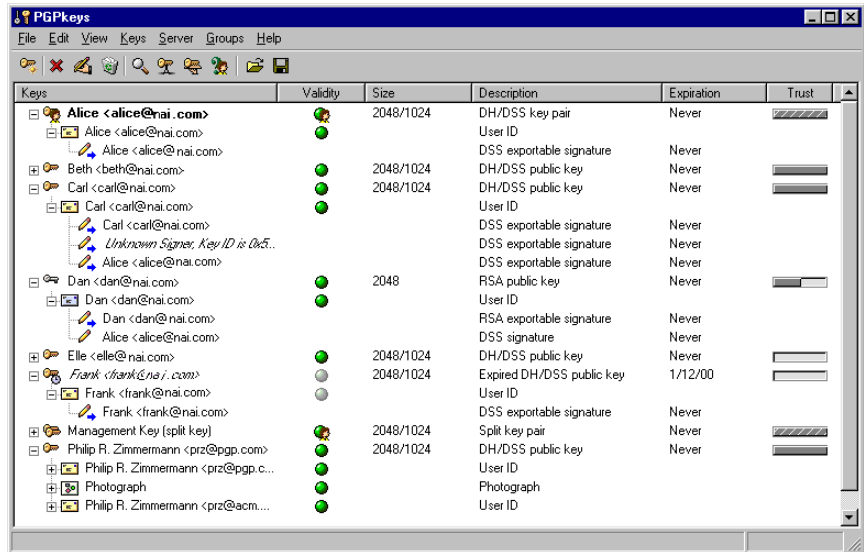 PGPkeys
File Edit View Keys Server Groups Help
Keys Validity Size Description Expiration Trust
Alice <alice@nai.com> 2048/1024 DH/DSS key pair Never
Alice <alice@nai.com> User ID
Alice <alice@nai.com> DSS exportable signature Never
Beth <beth@nai.com> 2048/1024 DH/DSS public key Never
Carl <carl@nai.com> 2048/1024 DH/DSS public key Never
Carl <carl@nai.com> User ID
Carl <carl@nai.com> DSS exportable signature Never
Unknown Signer, Key ID is 0x5... DSS exportable signature Never
Alice <alice@nai.com> DSS exportable signature Never
Dan <dan@nai.com> 2048 RSA public key Never
Dan <dan@nai.com> User ID
Dan <dan@nai.com> RSA exportable signature Never
Alice <alice@nai.com> DSS signature Never
Elle <elle@nai.com> 2048/1024 DH/DSS public key Never
Frank <frank@nai.com> 2048/1024 Expired DH/DSS public key 1/12/00
Frank <frank@nai.com> User ID
Frank <frank@nai.com> DSS exportable signature Never
Management Key (split key) 2048/1024 Split key pair Never
Philip R. Zimmermann <prz@pgp.com> 2048/1024 DH/DSS public key Never
Philip R. Zimmermann <prz@pgp.c... User ID
Photograph Photograph
Philip R. Zimmermann <prz@acm.... User ID